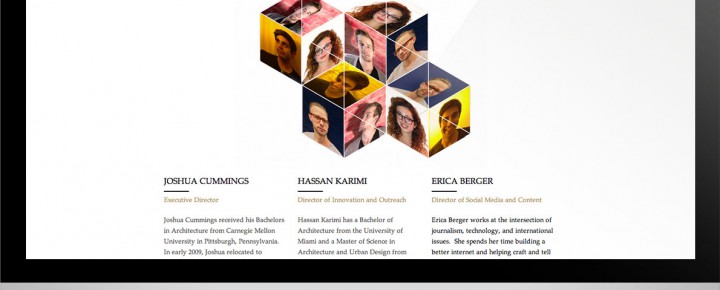 JOSHUA CUMMINGS
Executive Director
Joshua Cummings received his Bachelors
in Architecture from Carnegie Mellon
University in Pittsburgh, Pennsylvania.
In early 2009, Joshua relocated to
HASSAN KARIMI
Director of Innovation and Outreach
Hassan Karimi has a Bachelor of
Architecture from the University of
Miami and a Master of Science in
Architecture and Urban Design from
ERICA BERGER
Director of Social Media and Content
Erica Berger works at the intersection of
journalism, technology, and international
issues. She spends her time building a
better internet and helping craft and tell